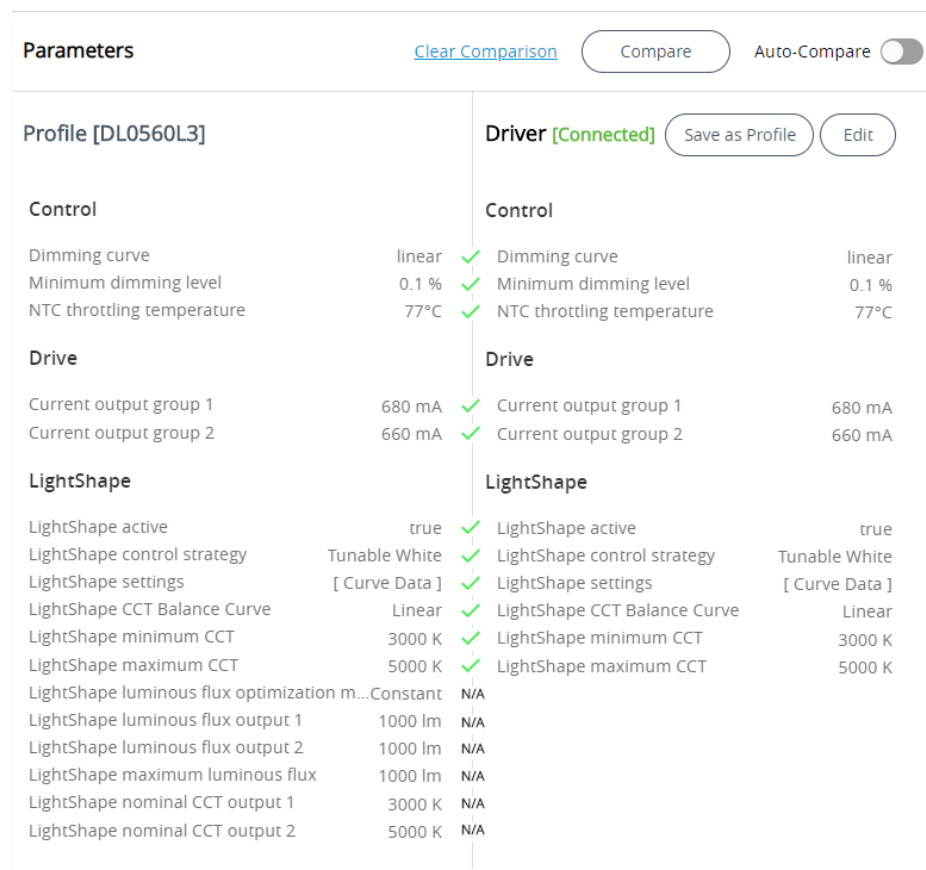 Parameters Clear Comparison Compare Auto-Compare
Profile [DL0560L3] Driver [Connected] Save as Profile Edit
Control Control
Dimming curve linear Dimming curve linear
Minimum dimming level 0.1 % Minimum dimming level 0.1 %
NTC throttling temperature 77°C NTC throttling temperature 77°C
Drive Drive
Current output group 1 680 mA Current output group 1 680 mA
Current output group 2 660 mA Current output group 2 660 mA
LightShape LightShape
LightShape active true LightShape active true
LightShape control strategy Tunable White LightShape control strategy Tunable White
LightShape settings [ Curve Data ] LightShape settings [ Curve Data ]
LightShape CCT Balance Curve Linear LightShape CCT Balance Curve Linear
LightShape minimum CCT 3000 K LightShape minimum CCT 3000 K
LightShape maximum CCT 5000 K LightShape maximum CCT 5000 K
LightShape luminous flux optimization m...Constant N/A
LightShape luminous flux output 1 1000 lm N/A
LightShape luminous flux output 2 1000 lm N/A
LightShape maximum luminous flux 1000 lm N/A
LightShape nominal CCT output 1 3000 K N/A
LightShape nominal CCT output 2 5000 K N/A